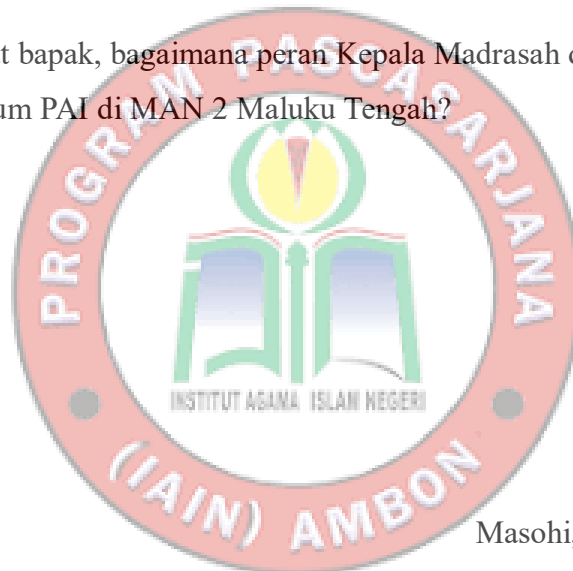 t bapak, bagaimana peran Kepala Madrasah
um PAI di MAN 2 Maluku Tengah?
PROGRAM PASCASARJANA
INSTITUT AGAMA ISLAM NEGERI
(IAIN) AMBON
Masohi,